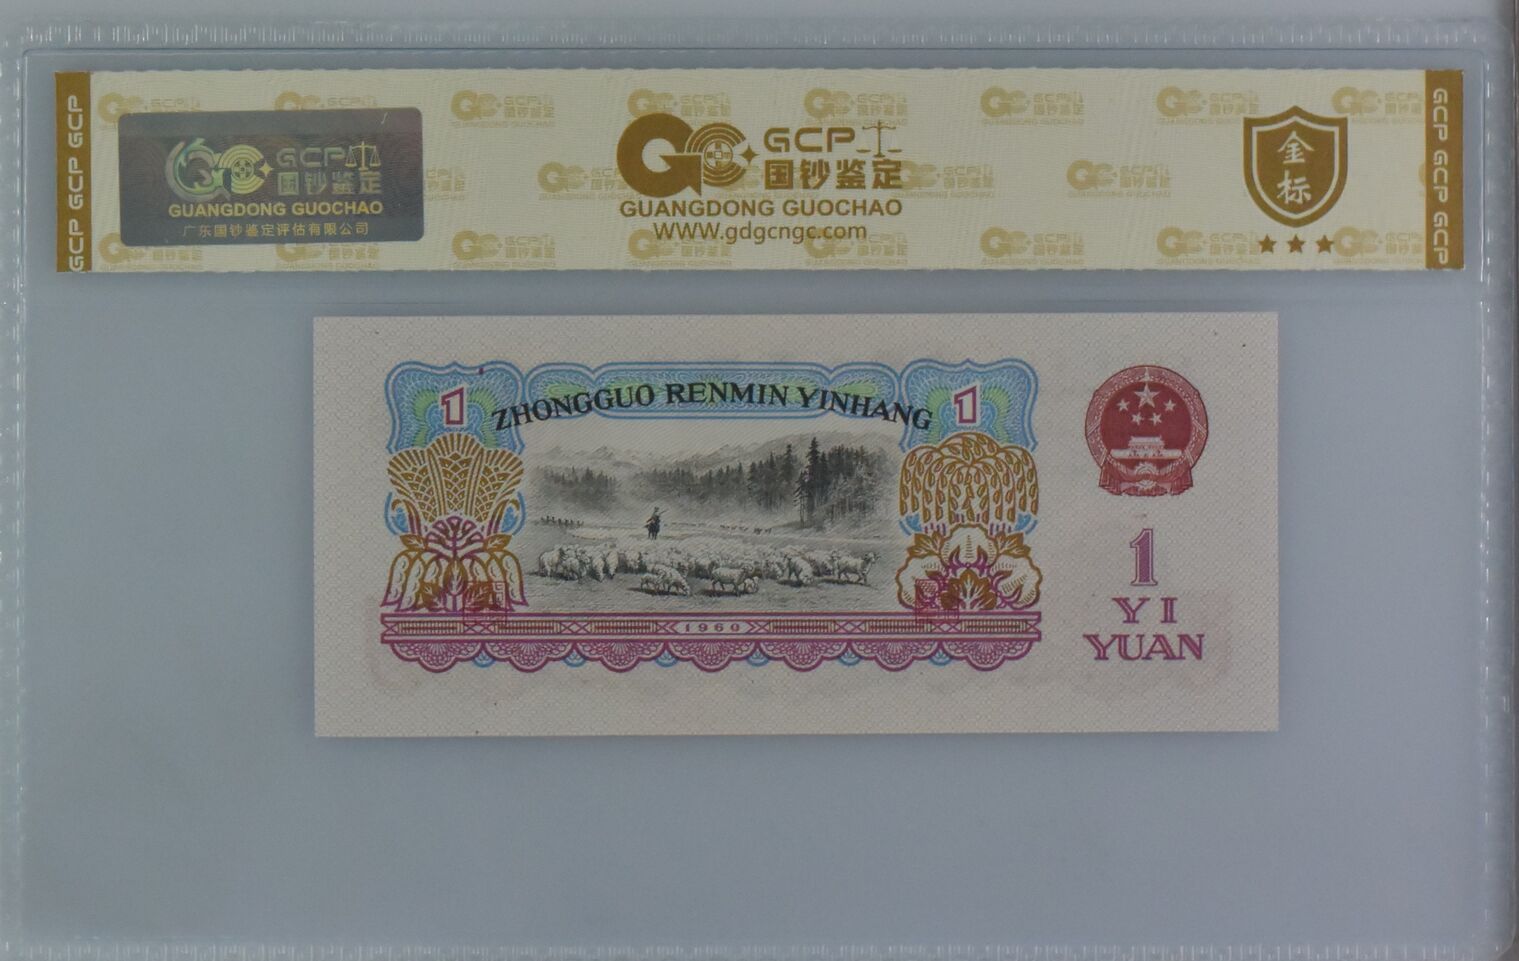 GCP GCP GCP
GCP
国钞鉴定
GUANGDONG GUOCHAO
广东国钞鉴定评估有限公司
GCP
国钞鉴定
GUANGDONG GUOCHAO
WWW.gdgcngc.com
金
标
GCP GCP GCP
ZHONGGUO RENMIN YINHANG
1
1
1960
1
YI
YUAN